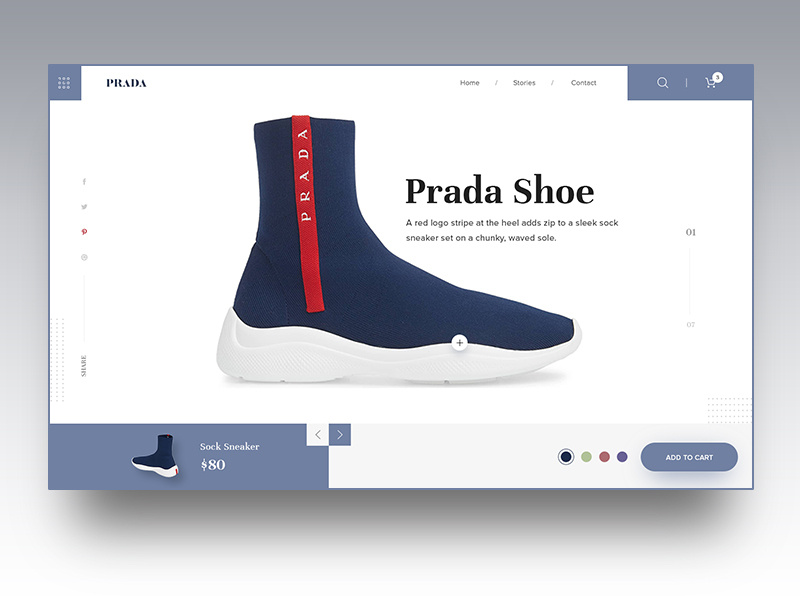 PRADA
Home / Stories / Contact
3
PRADA
Prada Shoe
A red logo stripe at the heel adds zip to a sleek sock
sneaker set on a chunky, waved sole.
01
07
SHARE
Sock Sneaker
$80
ADD TO CART